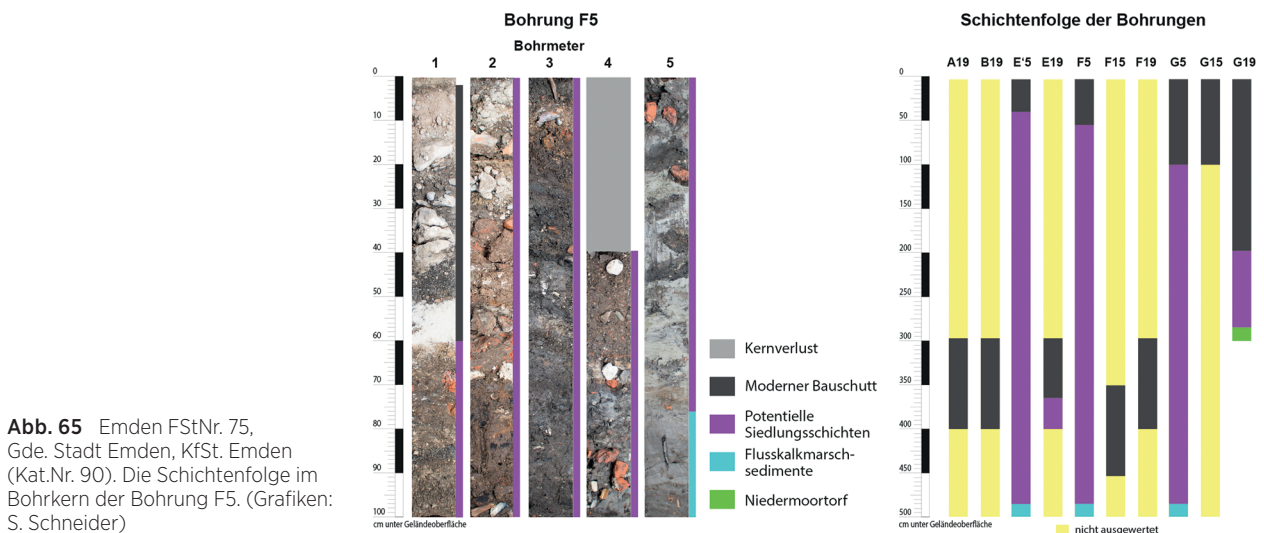 Bohrung F5
Bohrmeter
1 2 3 4 5
0
10
20
30
40
50
60
70
80
90
100
cm unter Geländeoberfläche
Kernverlust
Moderner Bauschutt
Potentielle
Siedlungsschichten
Flusskalkmarsch-
sedimente
Niedermoortorf
Schichtenfolge der Bohrungen
A19 B19 E'5 E19 F5 F15 F19 G5 G15 G19
0
50
100
150
200
250
300
350
400
450
500
cm unter Geländeoberfläche
nicht ausgewertet
Abb. 65 Emden FStNr. 75,
Gde. Stadt Emden, KfSt. Emden
(Kat.Nr. 90). Die Schichtenfolge im
Bohrkern der Bohrung F5. (Grafiken:
S. Schneider)